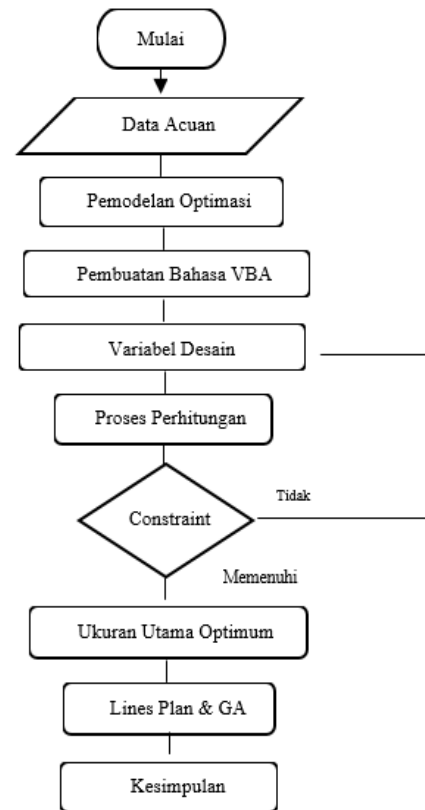 Mulai
Data Acuan
Pemodelan Optimasi
Pembuatan Bahasa VBA
Variabel Desain
Proses Perhitungan
Constraint
Tidak
Memenuhi
Ukuran Utama Optimum
Lines Plan & GA
Kesimpulan